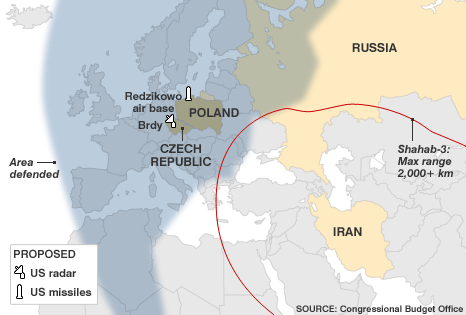 RUSSIA
Redzikowo
air base
POLAND
Brdy
CZECH
REPUBLIC
Area
defended
Shahab-3:
Max range
2,000+ km
IRAN
PROPOSED
US radar
US missiles
SOURCE: Congressional Budget Office